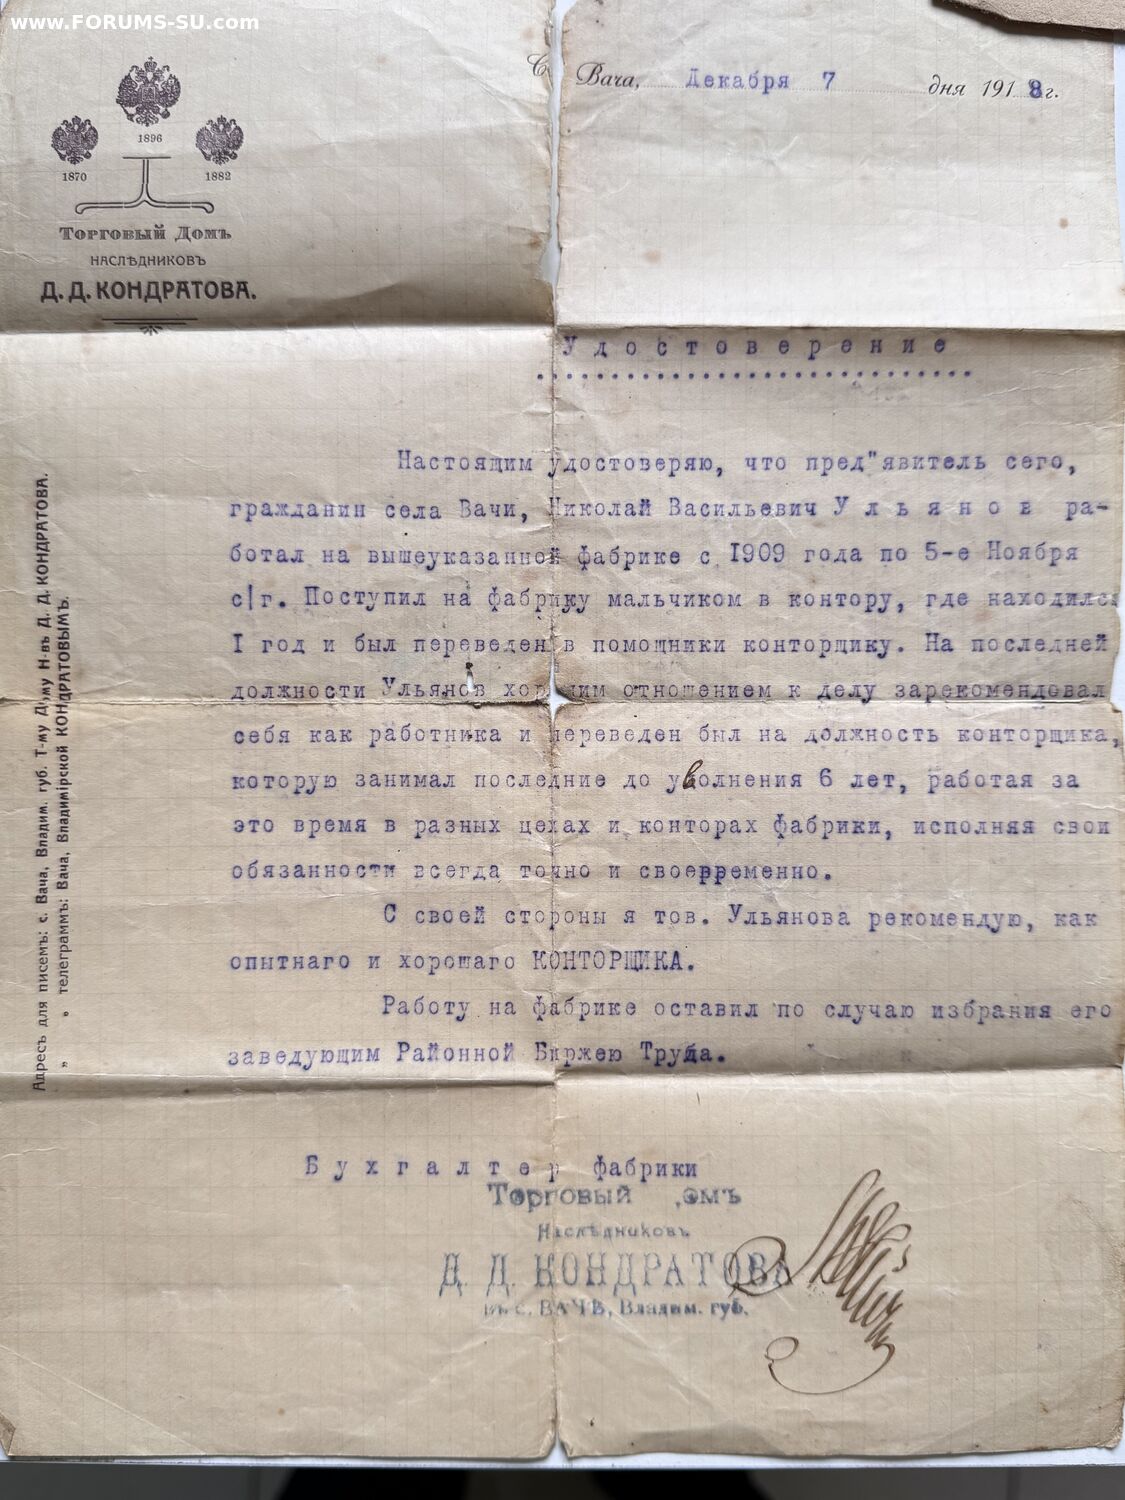 www.FORUMS-SU.com
С. Вача, Декабря 7 дня 1918г.
1896
1870 1882
Торговый Домъ
НАСЛѢДНИКОВЪ
Д. Д. КОНДРАТОВА.
Адресъ для писемъ: с. Вача, Владим. губ. Т-му Дому Н-въ Д. Д. КОНДРАТОВА.
„ „ телеграммъ: Вача, Владимірской КОНДРАТОВЫМЪ.
Удостоверение
Настоящим удостоверяю, что пред"явитель сего,
гражданин села Вачи, Николай Васильевич Ульянов ра-
ботал на вышеуказанной фабрике с 1909 года по 5-е Ноября
с/г. Поступил на фабрику мальчиком в контору, где находился
I год и был переведен в помощники конторщику. На последней
должности Ульянов хорошим отношением к делу зарекомендовал
себя как работника и переведен был на должность конторщика,
которую занимал последние до уволнения 6 лет, работая за
это время в разных цехах и конторах фабрики, исполняя свои
обязанности всегда точно и своевременно.
С своей стороны я тов. Ульянова рекомендую, как
опытнаго и хорошаго КОНТОРЩИКА.
Работу на фабрике оставил по случаю избрания его
заведующим Районной Биржею Труда.
Бухгалтер фабрики
Торговый Домъ
Наслѣдниковъ
Д. Д. КОНДРАТОВА
въ с. ВАЧѢ, Владим. губ.